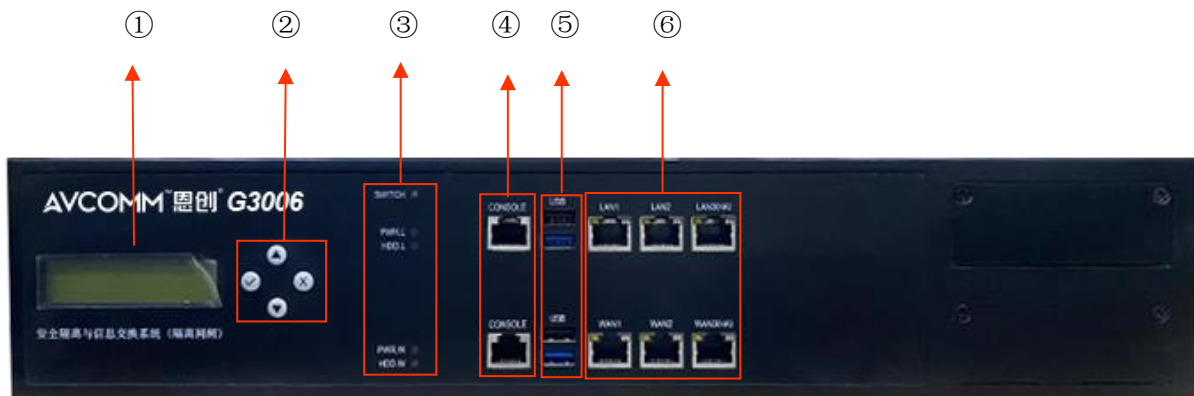 ① ② ③ ④ ⑤ ⑥
AVCOMM™恩创® G3006
SWITCH
PWR.L
HDD.L
PWR.W
HDD.W
安全隔离与信息交换系统（隔离网闸）
CONSOLE
USB
LAN1 LAN2
CONSOLE
USB
WAN1 WAN2